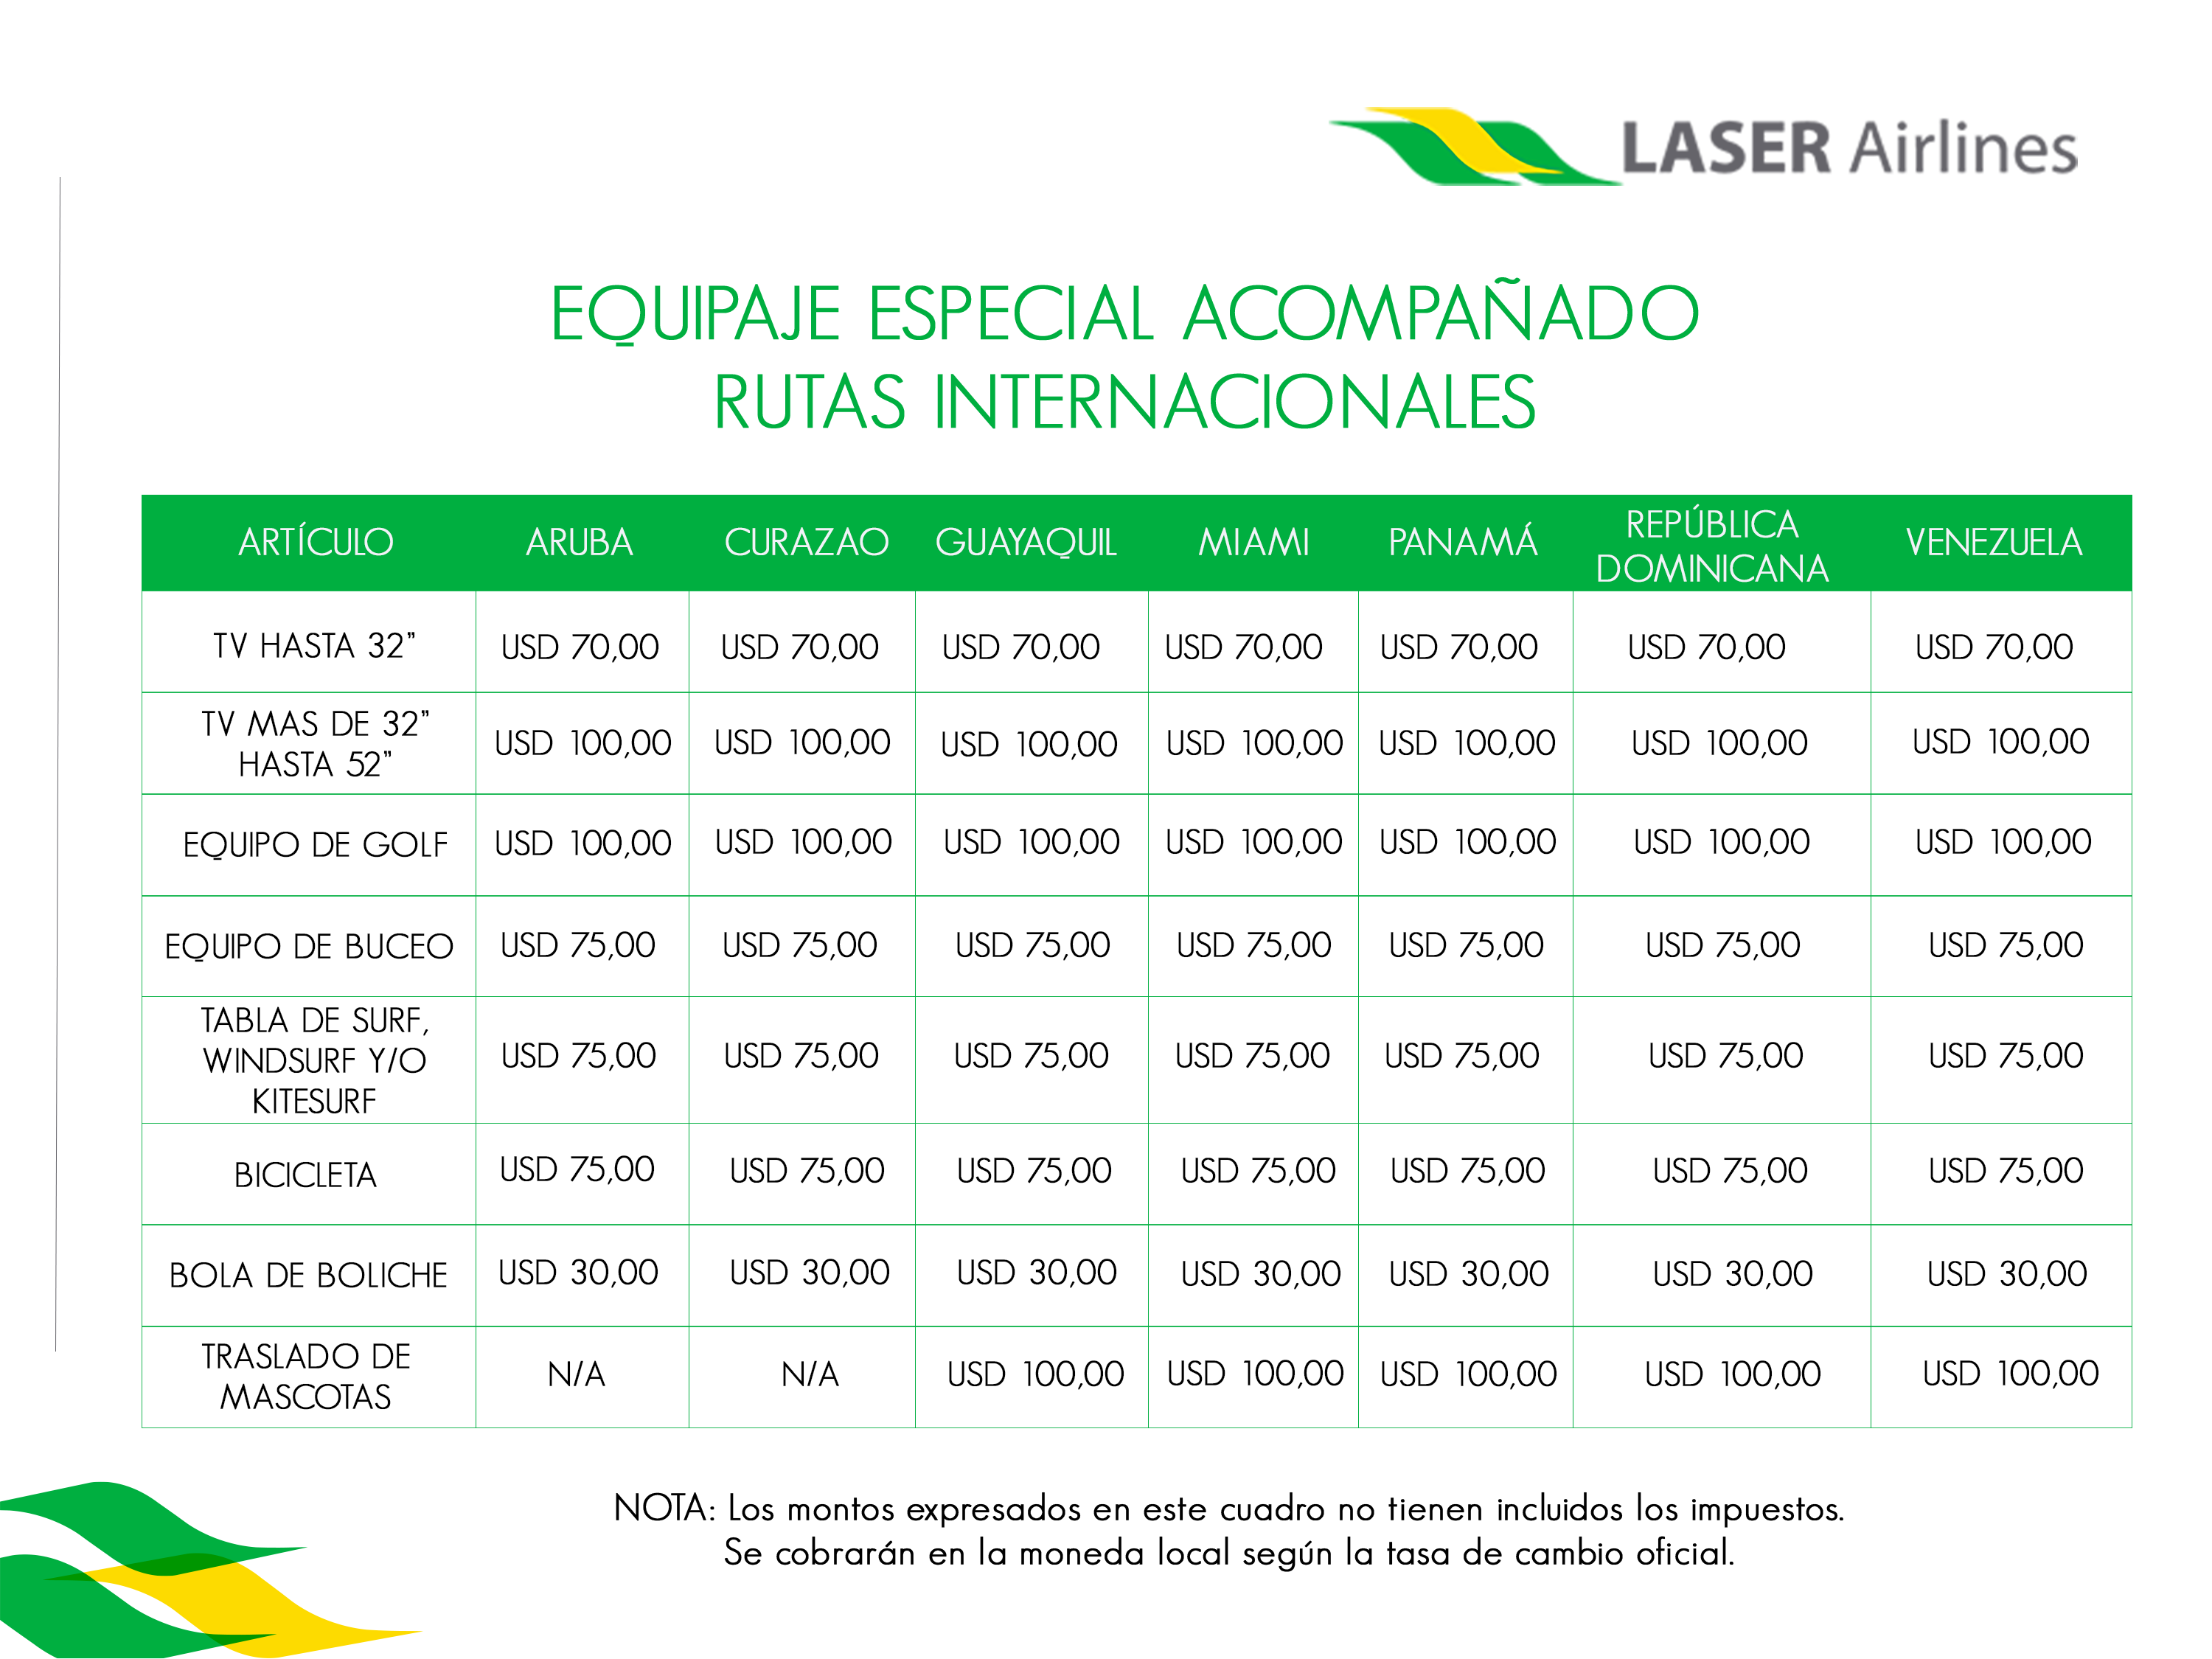 LASER Airlines
EQUIPAJE ESPECIAL ACOMPAÑADO
RUTAS INTERNACIONALES
ARTÍCULO ARUBA CURAZAO GUAYAQUIL MIAMI PANAMÁ REPÚBLICA DOMINICANA VENEZUELA
TV HASTA 32” USD 70,00 USD 70,00 USD 70,00 USD 70,00 USD 70,00 USD 70,00 USD 70,00
TV MAS DE 32”
HASTA 52” USD 100,00 USD 100,00 USD 100,00 USD 100,00 USD 100,00 USD 100,00 USD 100,00
EQUIPO DE GOLF USD 100,00 USD 100,00 USD 100,00 USD 100,00 USD 100,00 USD 100,00 USD 100,00
EQUIPO DE BUCEO USD 75,00 USD 75,00 USD 75,00 USD 75,00 USD 75,00 USD 75,00 USD 75,00
TABLA DE SURF,
WINDSURF Y/O
KITESURF USD 75,00 USD 75,00 USD 75,00 USD 75,00 USD 75,00 USD 75,00 USD 75,00
BICICLETA USD 75,00 USD 75,00 USD 75,00 USD 75,00 USD 75,00 USD 75,00 USD 75,00
BOLA DE BOLICHE USD 30,00 USD 30,00 USD 30,00 USD 30,00 USD 30,00 USD 30,00 USD 30,00
TRASLADO DE
MASCOTAS N/A N/A USD 100,00 USD 100,00 USD 100,00 USD 100,00 USD 100,00
NOTA: Los montos expresados en este cuadro no tienen incluidos los impuestos.
Se cobrarán en la moneda local según la tasa de cambio oficial.